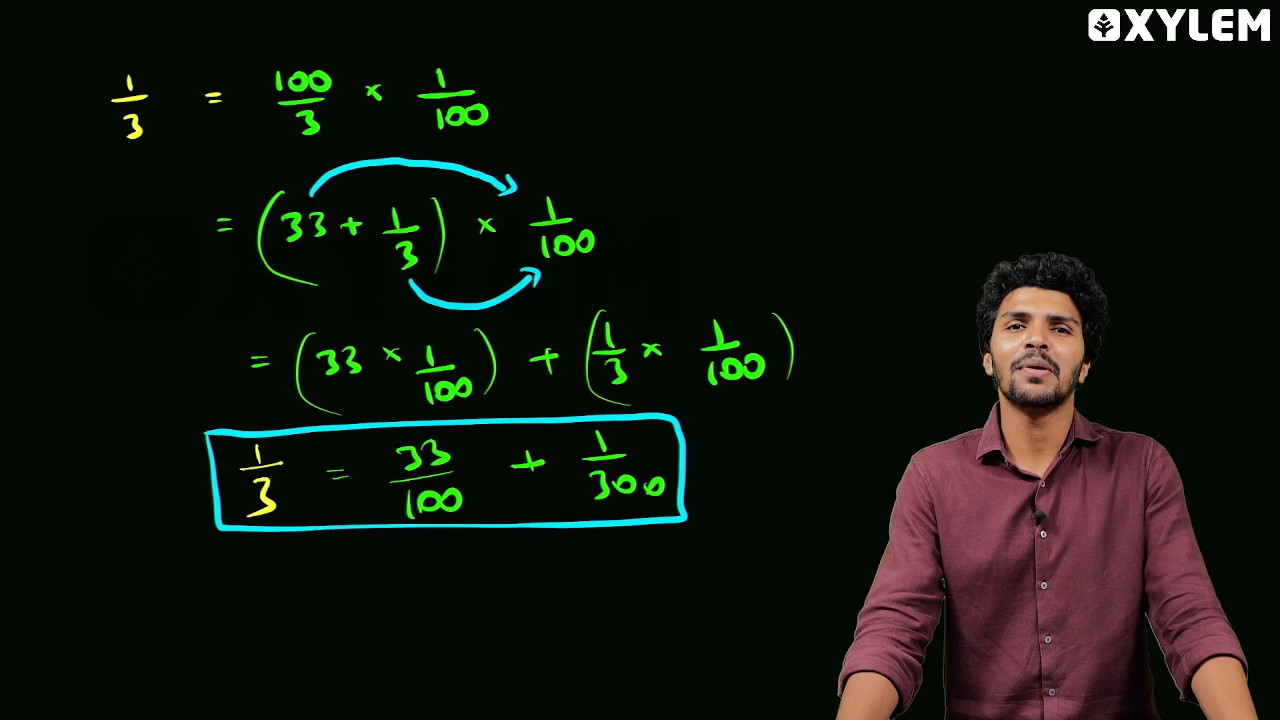 XYLEM
1/3 = 100/3 × 1/100
= (33 + 1/3) × 1/100
= (33 × 1/100) + (1/3 × 1/100)
1/3 = 33/100 + 1/300